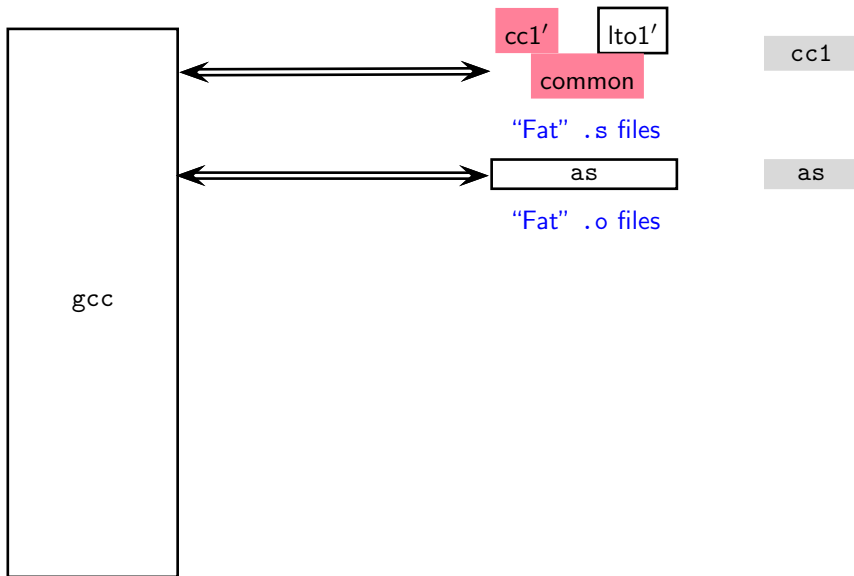 cc1′ lto1′
cc1
common
“Fat” .s files
as as
“Fat” .o files
gcc